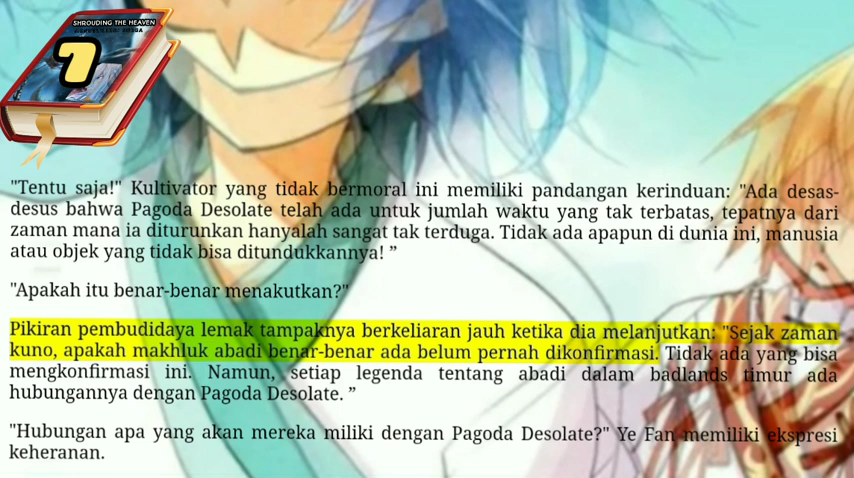 SHROUDING THE HEAVEN
7
"Tentu saja!" Kultivator yang tidak bermoral ini memiliki pandangan kerinduan: "Ada desas-
desus bahwa Pagoda Desolate telah ada untuk jumlah waktu yang tak terbatas, tepatnya dari
zaman mana ia diturunkan hanyalah sangat tak terduga. Tidak ada apapun di dunia ini, manusia
atau objek yang tidak bisa ditundukkannya! ”
"Apakah itu benar-benar menakutkan?"
Pikiran pembudidaya lemak tampaknya berkeliaran jauh ketika dia melanjutkan: "Sejak zaman
kuno, apakah makhluk abadi benar-benar ada belum pernah dikonfirmasi. Tidak ada yang bisa
mengkonfirmasi ini. Namun, setiap legenda tentang abadi dalam badlands timur ada
hubungannya dengan Pagoda Desolate. ”
"Hubungan apa yang akan mereka miliki dengan Pagoda Desolate?" Ye Fan memiliki ekspresi
keheranan.